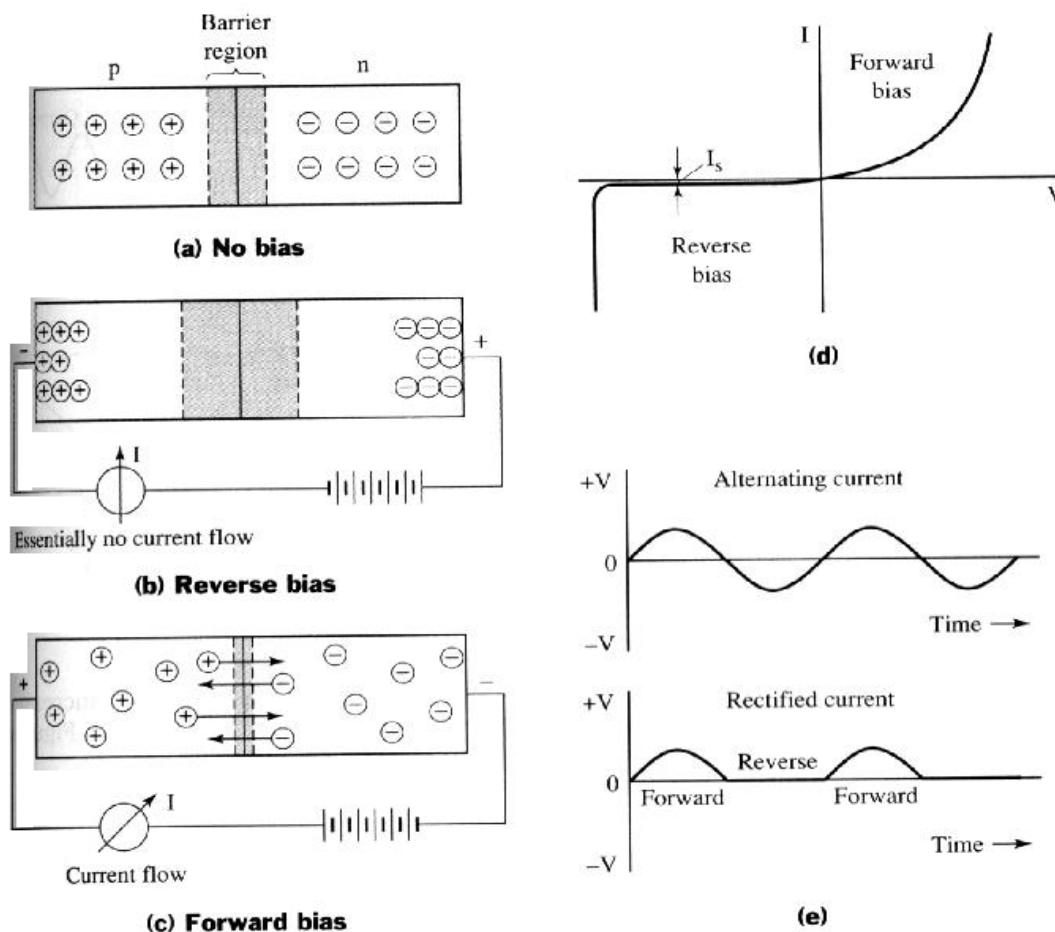 Barrier
region
p
n
(a) No bias
−
+
I
Essentially no current flow
(b) Reverse bias
+
−
I
Current flow
(c) Forward bias
I
Forward
bias
Is
V
Reverse
bias
(d)
+V
Alternating current
0
Time
−V
+V
Rectified current
Reverse
0
Forward Forward
Time
−V
(e)